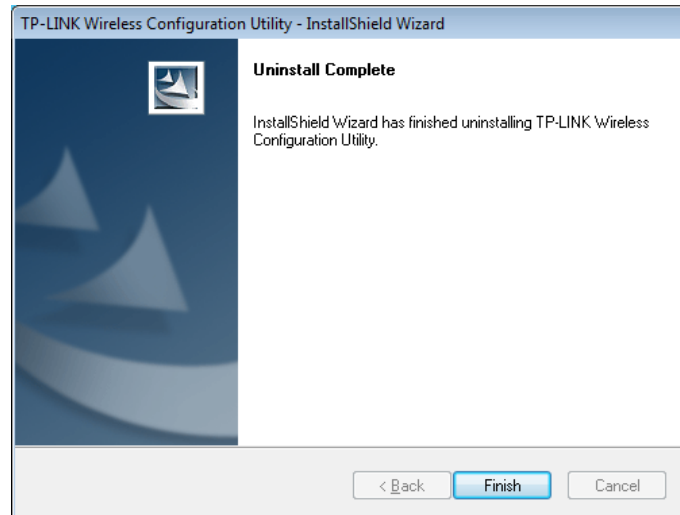 TP-LINK Wireless Configuration Utility - InstallShield Wizard
Uninstall Complete
InstallShield Wizard has finished uninstalling TP-LINK Wireless
Configuration Utility.
< Back
Finish
Cancel